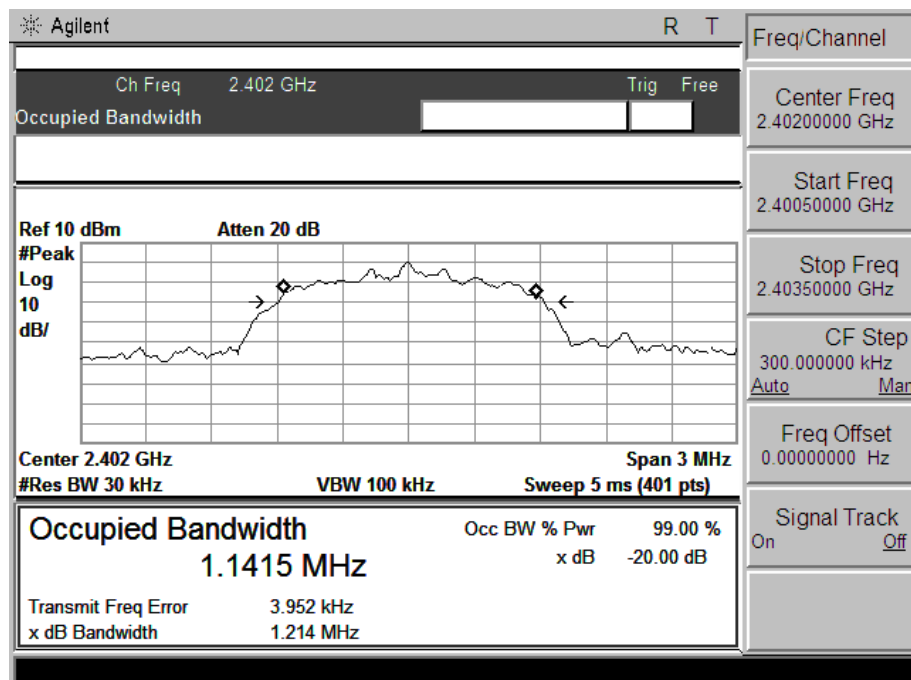 Agilent R T
Ch Freq 2.402 GHz Trig Free
Occupied Bandwidth
Ref 10 dBm Atten 20 dB
#Peak
Log
10
dB/
Center 2.402 GHz Span 3 MHz
#Res BW 30 kHz VBW 100 kHz Sweep 5 ms (401 pts)
Occupied Bandwidth
1.1415 MHz
Occ BW % Pwr 99.00 %
x dB -20.00 dB
Transmit Freq Error 3.952 kHz
x dB Bandwidth 1.214 MHz
Freq/Channel
Center Freq
2.40200000 GHz
Start Freq
2.40050000 GHz
Stop Freq
2.40350000 GHz
CF Step
300.000000 kHz
Auto Man
Freq Offset
0.00000000 Hz
Signal Track
On Off